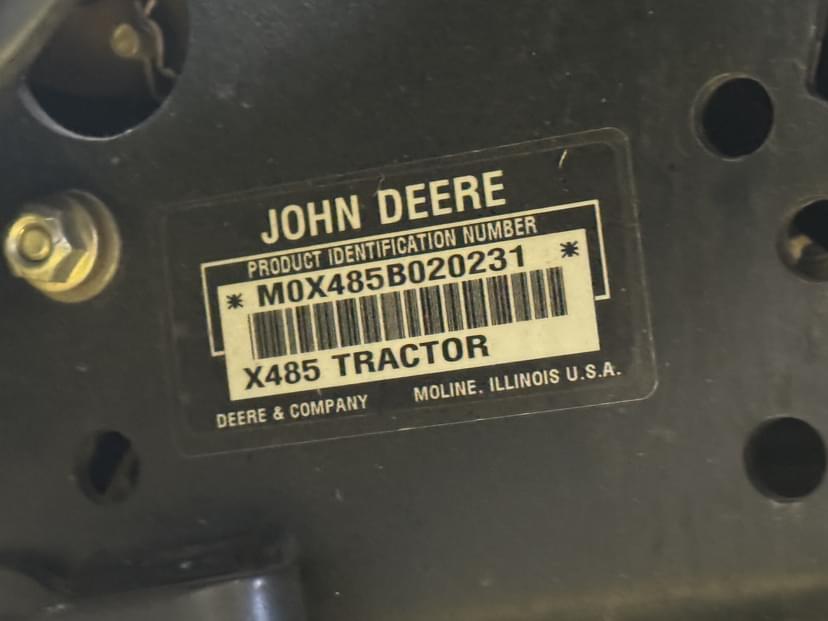 JOHN DEERE
PRODUCT IDENTIFICATION NUMBER
* M0X485B020231 *
X485 TRACTOR
DEERE & COMPANY MOLINE, ILLINOIS U.S.A.